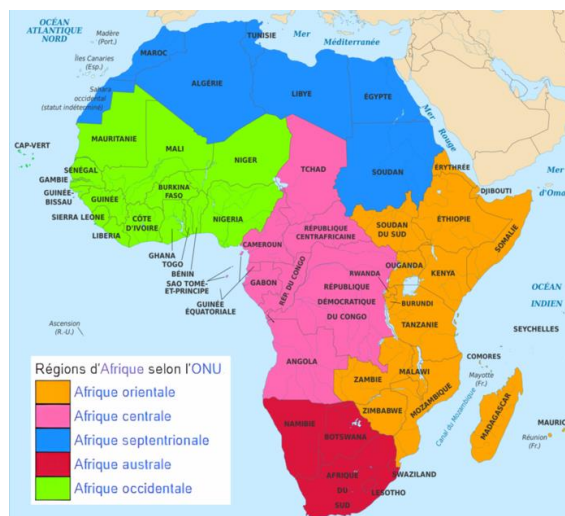 OCÉAN
ATLANTIQUE
NORD
Madère
(Port.)
TUNISIE
Mer
Méditerranée
MAROC
Îles Canaries
(Esp.)
ALGÉRIE
LIBYE
ÉGYPTE
Sahara
occidental
(statut indéterminé)
Mer
Rouge
MAURITANIE
CAP-VERT
MALI
NIGER
TCHAD
SOUDAN
ÉRYTHRÉE
Mer
d'Oma
SÉNÉGAL
GAMBIE
GUINÉE-
BISSAU
GUINÉE
BURKINA
FASO
DJIBOUTI
SIERRA LEONE
CÔTE
D'IVOIRE
NIGERIA
SOUDAN
DU SUD
ÉTHIOPIE
SOMALIE
LIBERIA
RÉPUBLIQUE
CENTRAFRICAINE
GHANA
TOGO
BÉNIN
CAMEROUN
SAO TOMÉ-
ET-PRINCIPE
GUINÉE
ÉQUATORIALE
GABON
RÉP. DU CONGO
RÉPUBLIQUE
DÉMOCRATIQUE
DU CONGO
OUGANDA
RWANDA
KENYA
BURUNDI
OCÉAN
INDIEN
TANZANIE
SEYCHELLES
Ascension
(R.-U.)
ANGOLA
MALAWI
COMORES
Mayotte
(Fr.)
ZAMBIE
MOZAMBIQUE
Canal du Mozambique
MADAGASCAR
ZIMBABWE
MAURIC
Réunion
(Fr.)
NAMIBIE
BOTSWANA
SWAZILAND
AFRIQUE
DU
SUD
LESOTHO
Régions d'Afrique selon l'ONU
Afrique orientale
Afrique centrale
Afrique septentrionale
Afrique australe
Afrique occidentale